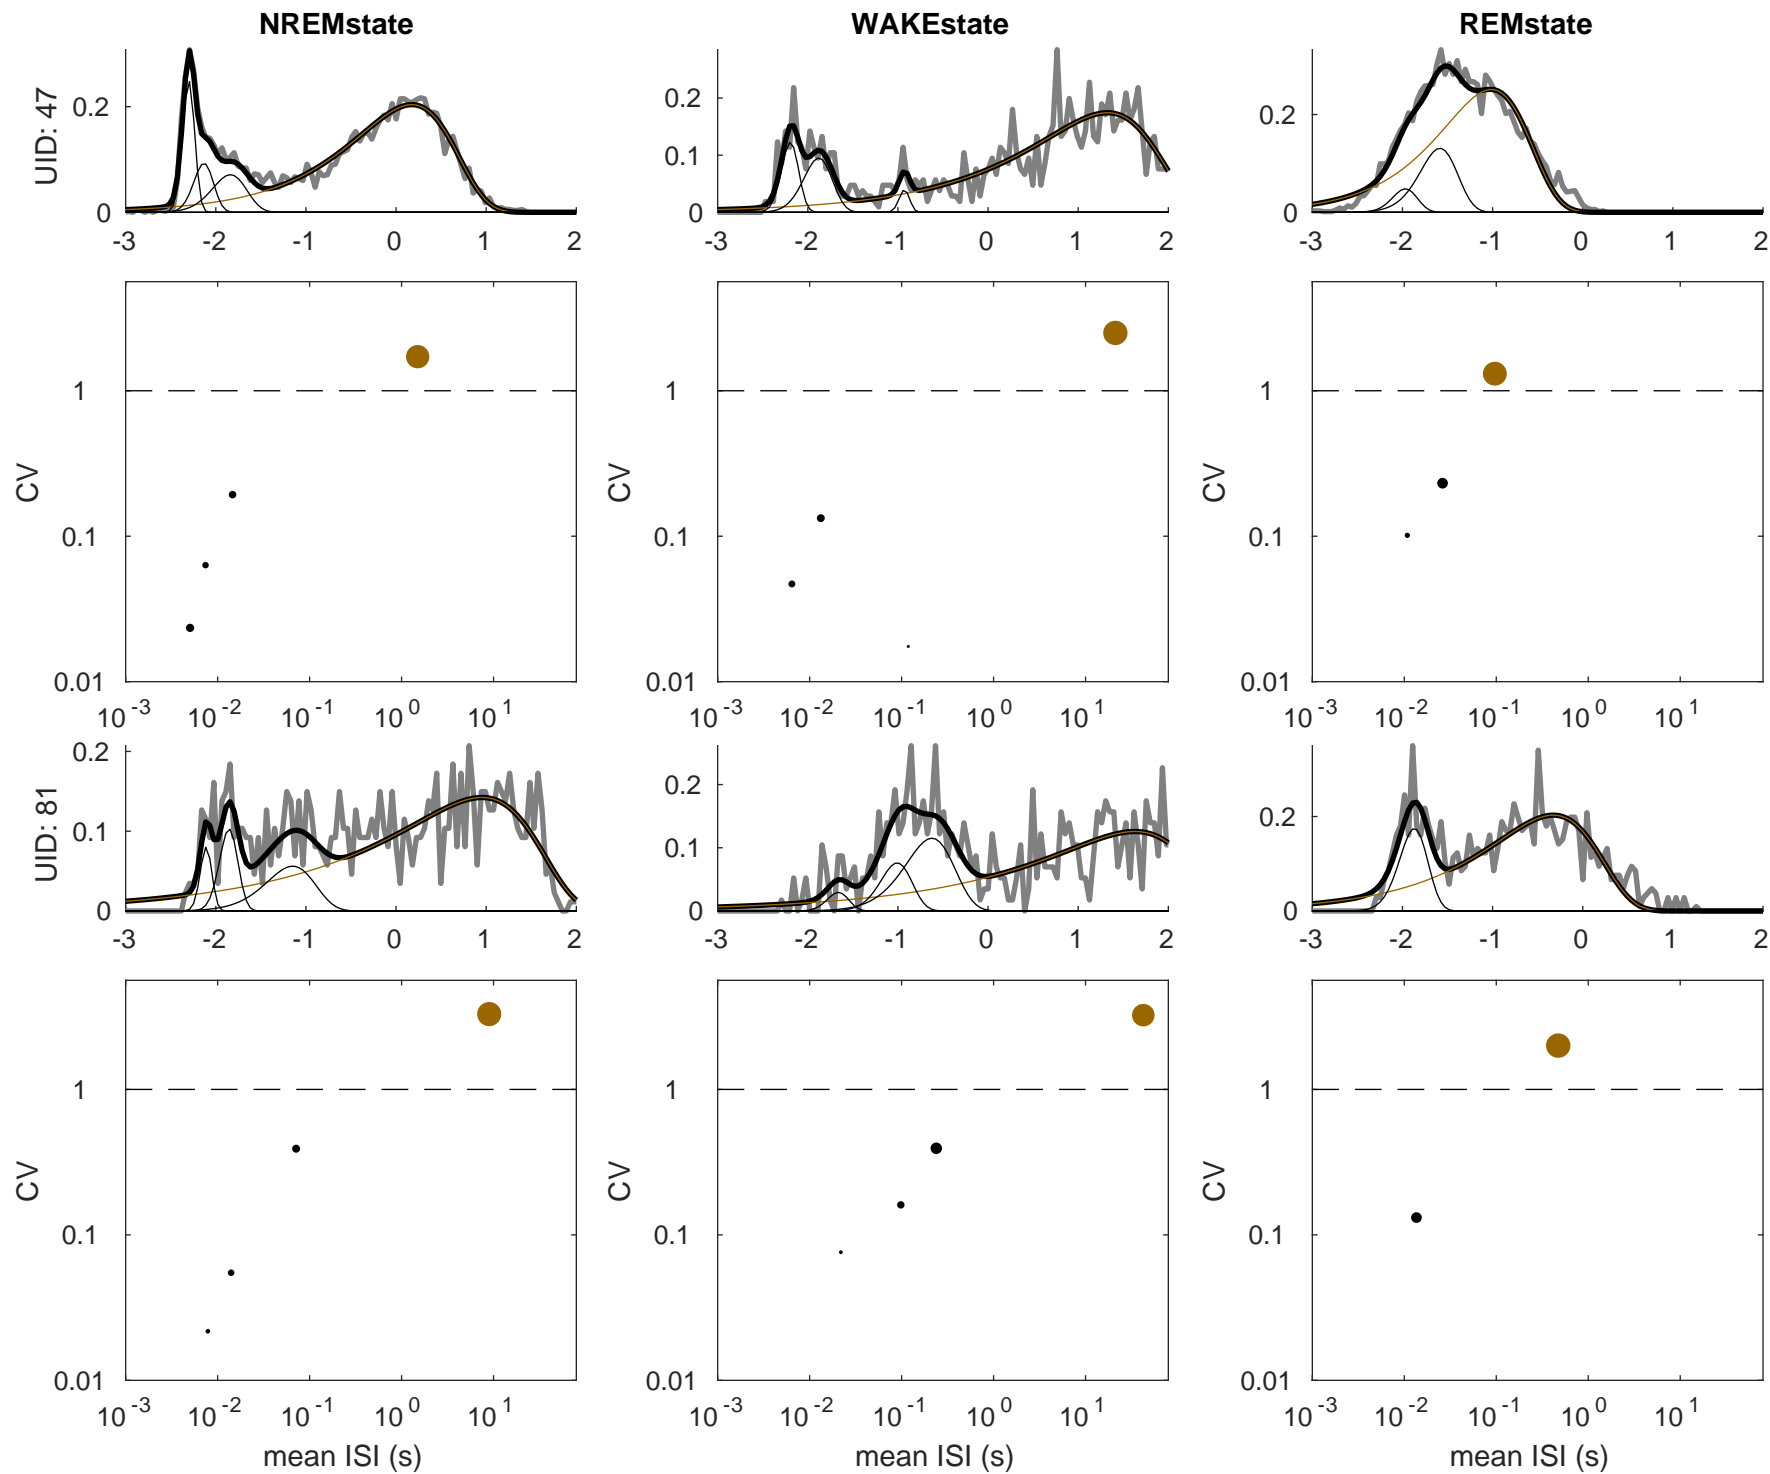 NREMstate WAKEstate REMstate
UID: 47
0.2 0.2 0.2
0.1
0 0 0
-3 -2 -1 0 1 2 -3 -2 -1 0 1 2 -3 -2 -1 0 1 2
1 1 1
CV CV CV
0.1 0.1 0.1
0.01 0.01 0.01
10^-3 10^-2 10^-1 10^0 10^1 10^-3 10^-2 10^-1 10^0 10^1 10^-3 10^-2 10^-1 10^0 10^1
UID: 81
0.2 0.2 0.2
0.1 0.1
0 0 0
-3 -2 -1 0 1 2 -3 -2 -1 0 1 2 -3 -2 -1 0 1 2
1 1 1
CV CV CV
0.1 0.1 0.1
0.01 0.01 0.01
10^-3 10^-2 10^-1 10^0 10^1 10^-3 10^-2 10^-1 10^0 10^1 10^-3 10^-2 10^-1 10^0 10^1
mean ISI (s) mean ISI (s) mean ISI (s)